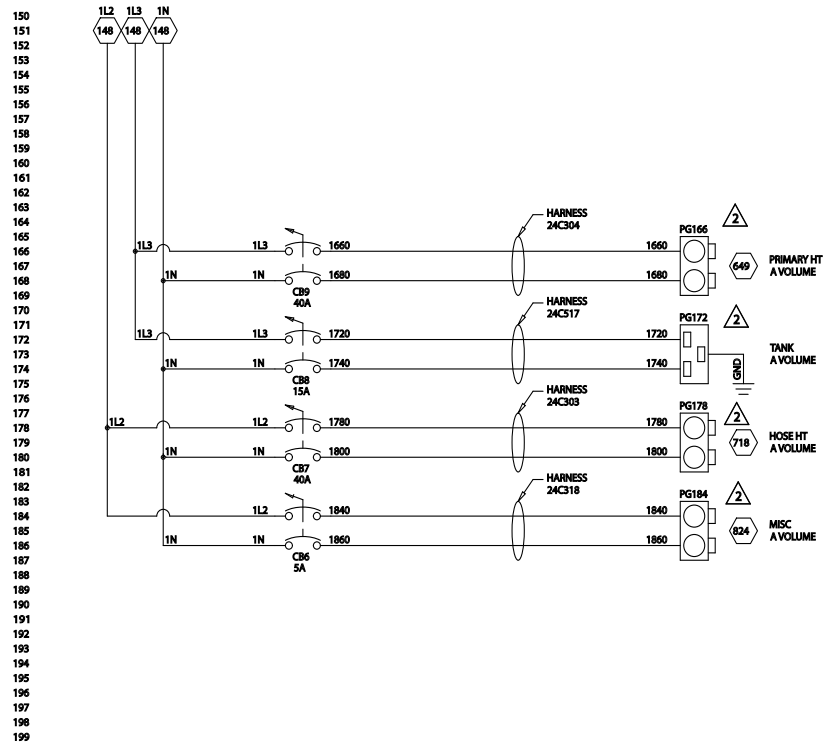 150 1L2 1L3 1N
151 148 148 148
152
153
154
155
156
157
158
159
160
161
162
163 HARNESS
164 24C304 2
165 PG166
166 1L3 1L3 1660 1660
167 649 PRIMARY HT
A VOLUME
168 1N 1N 1680 1680
169 CB9
40A
170 HARNESS
171 24C517 PG172 2
172 1L3 1L3 1720 1720
173 TANK
A VOLUME
174 1N 1N 1740 1740 GND
175 CB8
15A
176 HARNESS
177 24C303 PG178 2
178 1L2 1L2 1780 1780
179 718 HOSE HT
A VOLUME
180 1N 1N 1800 1800
181 CB7
40A
182 HARNESS
183 24C318 PG184 2
184 1L2 1840 1840
185 824 MISC
A VOLUME
186 1N 1N 1860 1860
187 CB6
5A
188
189
190
191
192
193
194
195
196
197
198
199